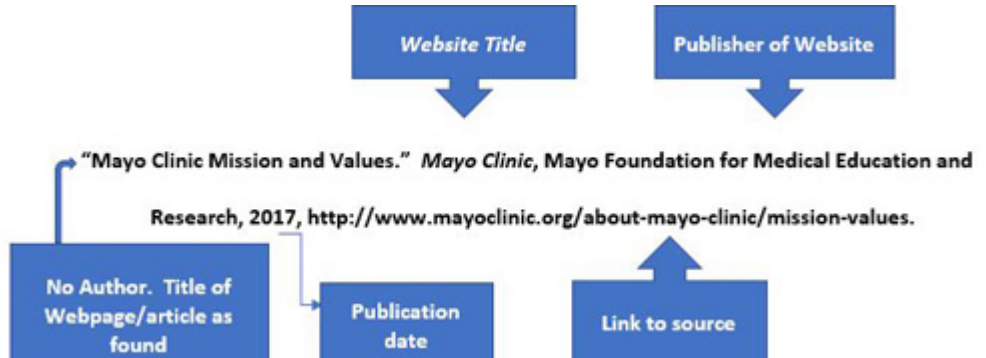 Website Title
Publisher of Website
“Mayo Clinic Mission and Values.” Mayo Clinic, Mayo Foundation for Medical Education and
Research, 2017, http://www.mayoclinic.org/about-mayo-clinic/mission-values.
No Author. Title of
Webpage/article as
found
Publication
date
Link to source